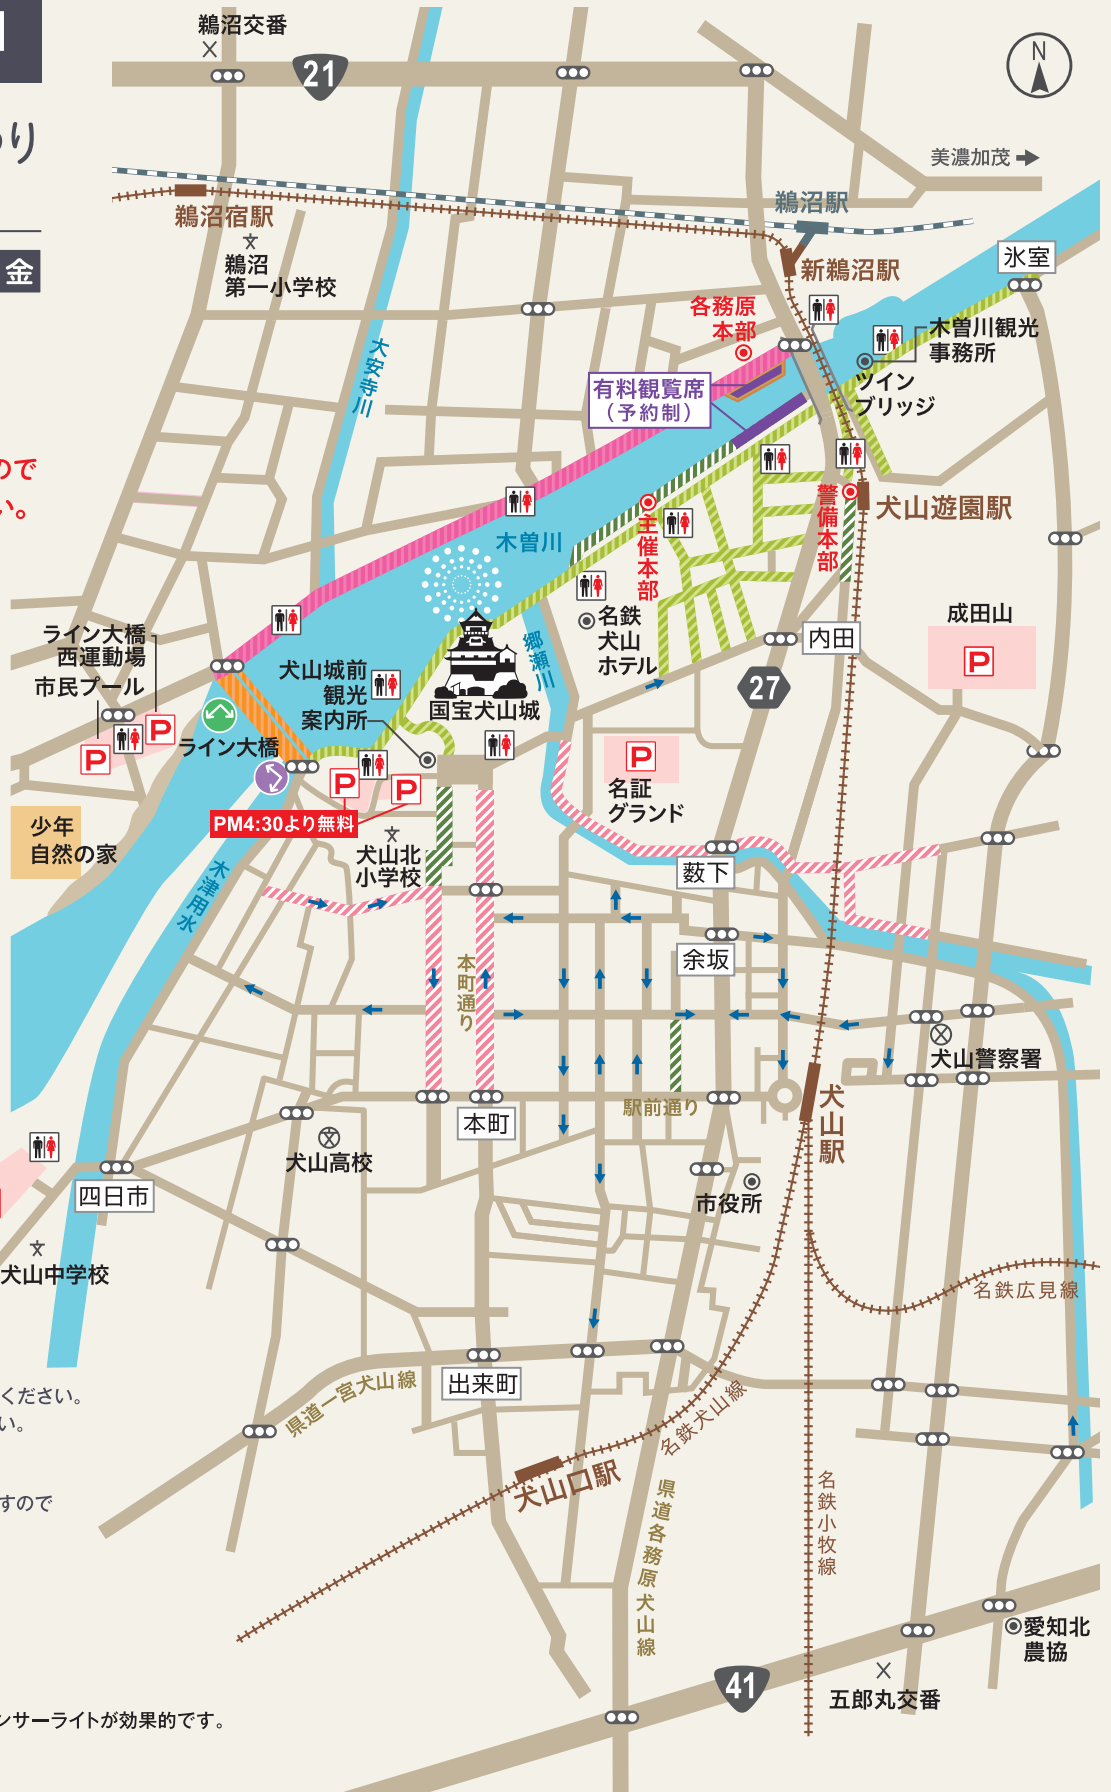 鵜沼交番
21
N
り
美濃加茂
鵜沼宿駅
鵜沼駅
鵜沼
第一小学校
新鵜沼駅
氷室
金
各務原
本部
木曽川観光
事務所
大安寺川
有料観覧席
（予約制）
ツイン
ブリッジ
ので
い。
犬山遊園駅
警備本部
主催本部
木曽川
名鉄
犬山
ホテル
内田
成田山
ライン大橋
西運動場
市民プール
犬山城前
観光
案内所
郷瀬川
国宝犬山城
27
P
P
P
P
P
P
ライン大橋
名証
グランド
PM4:30より無料
少年
自然の家
犬山北
小学校
薮下
木津用水
余坂
本町通り
犬山警察署
駅前通り
本町
犬山駅
犬山高校
四日市
市役所
犬山中学校
名鉄広見線
出来町
県道一宮犬山線
ください。
い。
名鉄犬山線
犬山口駅
すので
県道各務原犬山線
名鉄小牧線
愛知北
農協
41
五郎丸交番
ンサーライトが効果的です。